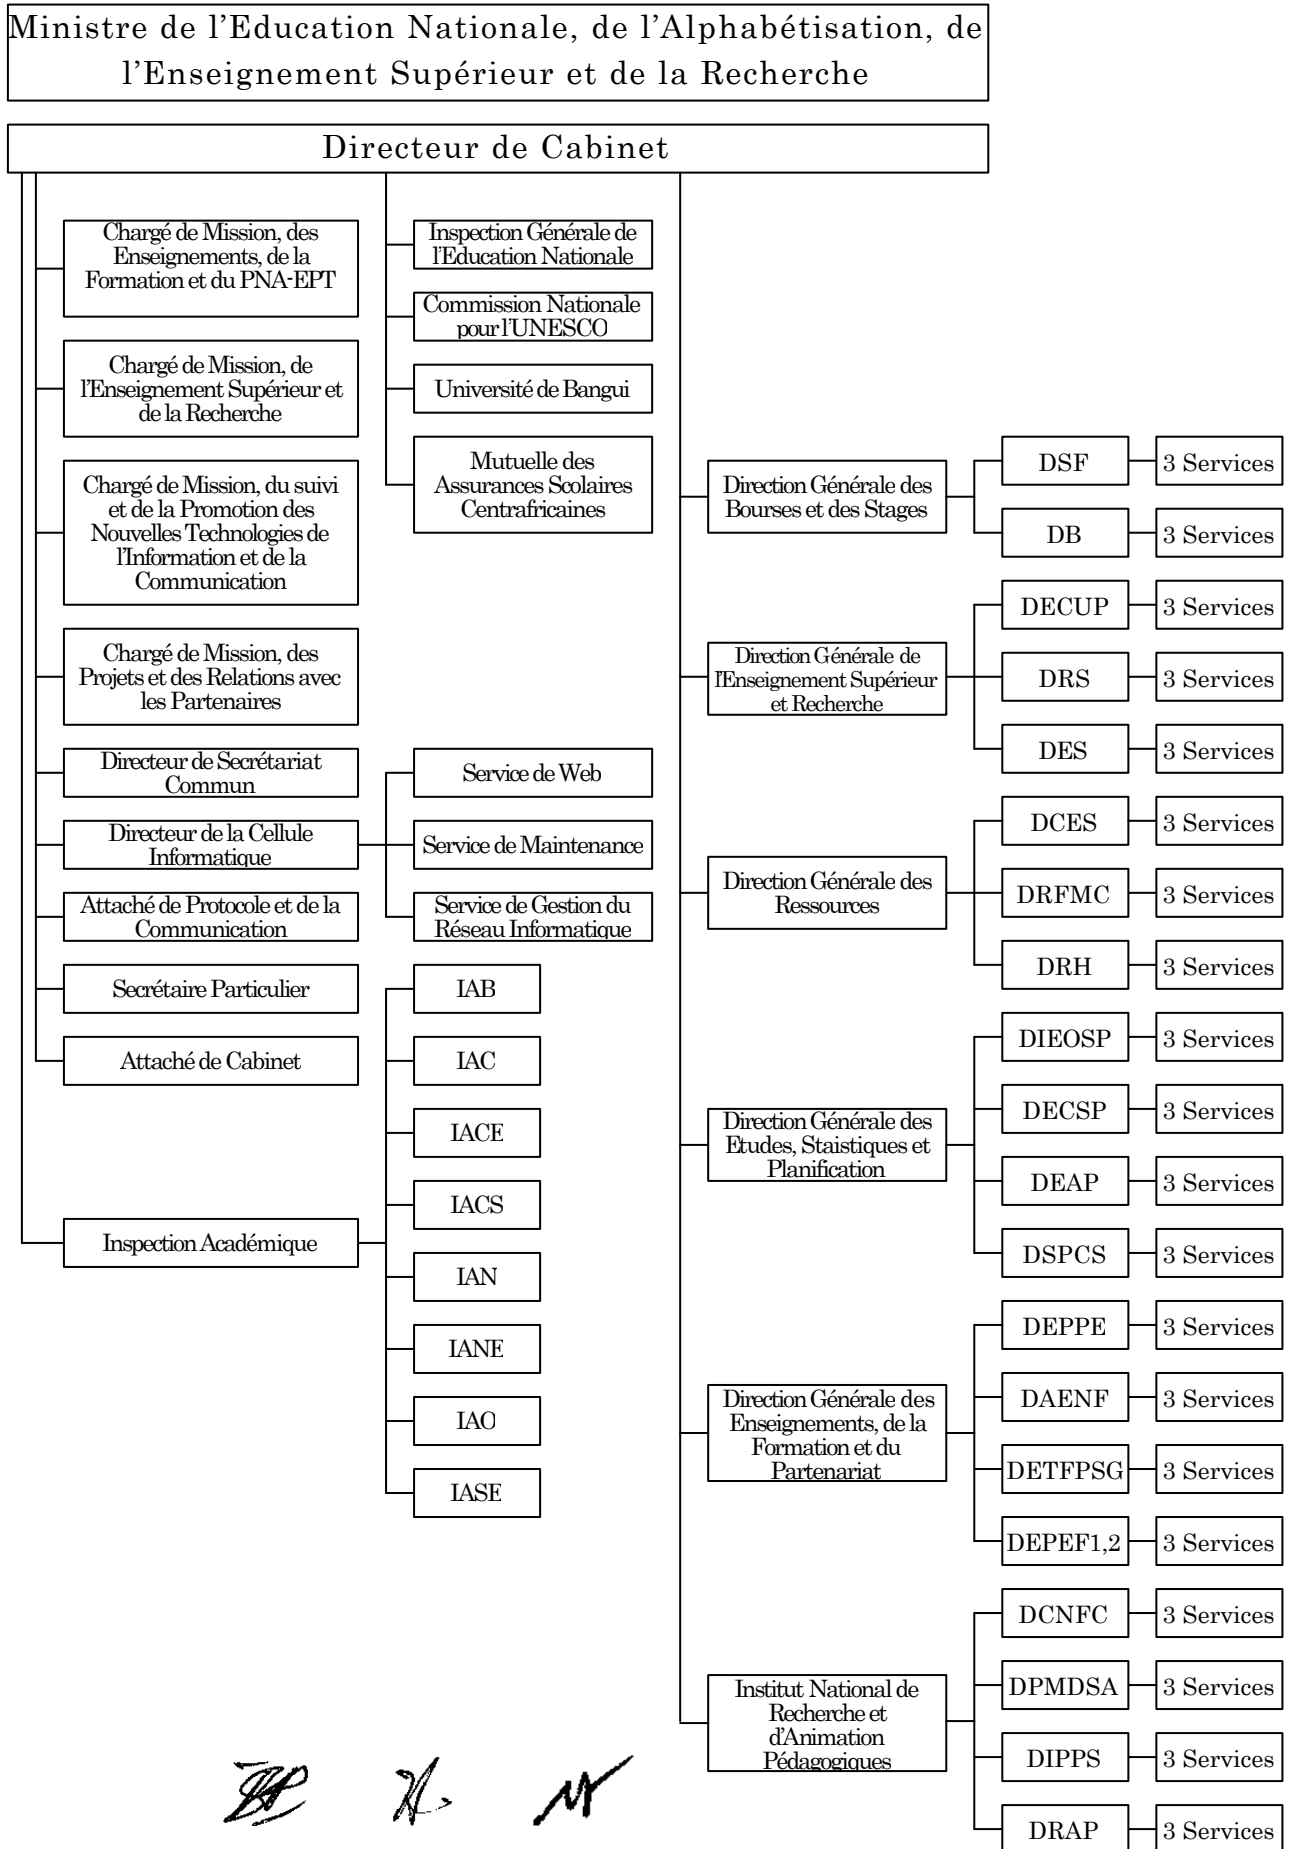 Ministre de l'Education Nationale, de l'Alphabétisation, de
l'Enseignement Supérieur et de la Recherche
Directeur de Cabinet
Chargé de Mission, des
Enseignements, de la
Formation et du PNA-EPT
Chargé de Mission, de
l'Enseignement Supérieur et
de la Recherche
Chargé de Mission, du suivi
et de la Promotion des
Nouvelles Technologies de
l'Information et de la
Communication
Chargé de Mission, des
Projets et des Relations avec
les Partenaires
Directeur de Secrétariat
Commun
Directeur de la Cellule
Informatique
Attaché de Protocole et de la
Communication
Secrétaire Particulier
Attaché de Cabinet
Inspection Académique
Inspection Générale de
l'Education Nationale
Commission Nationale
pour l'UNESCO
Université de Bangui
Mutuelle des
Assurances Scolaires
Centrafricaines
Service de Web
Service de Maintenance
Service de Gestion du
Réseau Informatique
IAB
IAC
IACE
IACS
IAN
IANE
IAO
IASE
Direction Générale des
Bourses et des Stages
DSF
3 Services
DB
3 Services
Direction Générale de
l'Enseignement Supérieur
et Recherche
DECUP
3 Services
DRS
3 Services
DES
3 Services
Direction Générale des
Ressources
DCES
3 Services
DRFMC
3 Services
DRH
3 Services
Direction Générale des
Etudes, Staistiques et
Planification
DIEOSP
3 Services
DECSP
3 Services
DEAP
3 Services
DSPCS
3 Services
Direction Générale des
Enseignements, de la
Formation et du
Partenariat
DEPPE
3 Services
DAENF
3 Services
DETFPSG
3 Services
DEPEF1,2
3 Services
Institut National de
Recherche et
d'Animation
Pédagogiques
DCNFC
3 Services
DPMDSA
3 Services
DIPPS
3 Services
DRAP
3 Services